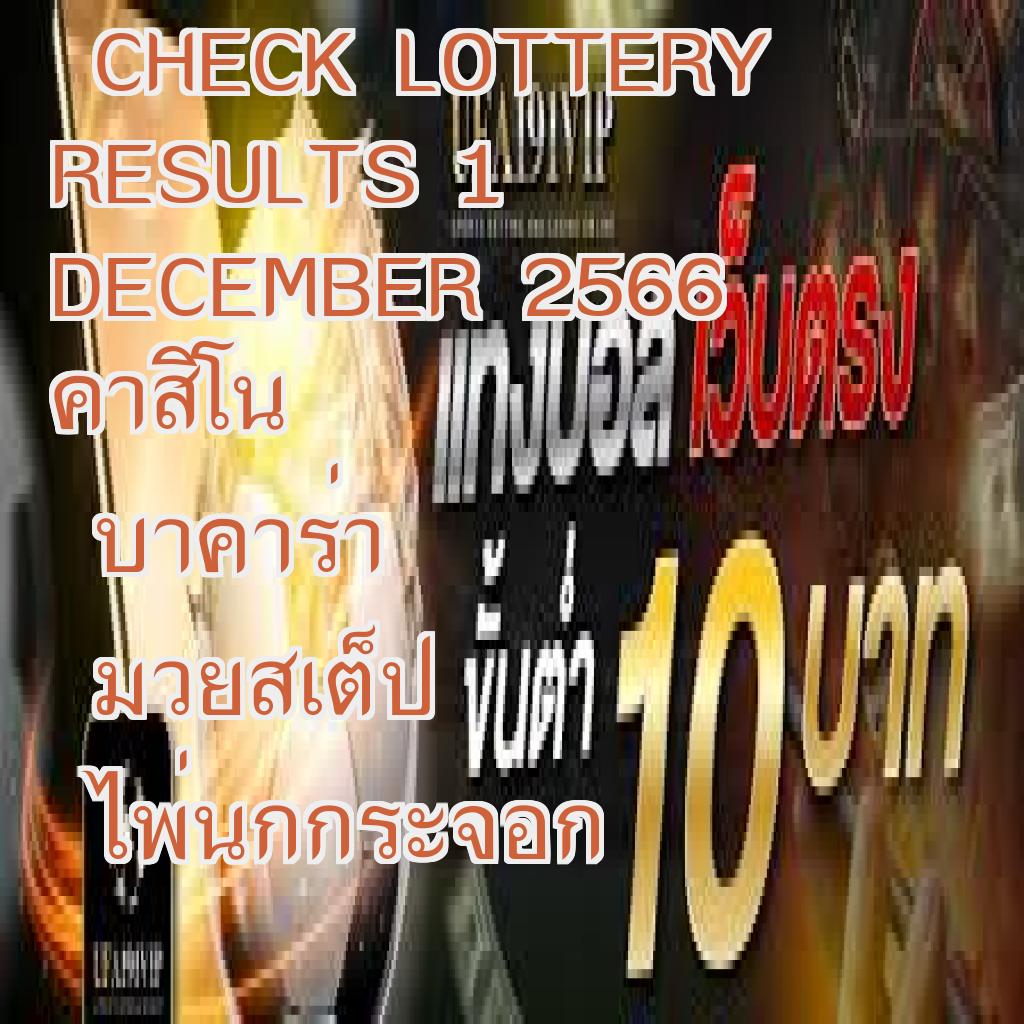 CHECK LOTTERY
RESULTS 1
DECEMBER 2566
คาสิโน
บาคาร่า
มวยสเต็ป
ไพ่นกกระจอก
UFA191VIP
แทงบอล เว็บตรง
ขั้นต่ำ 10 บาท